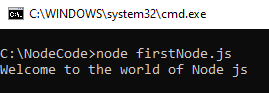 C:\WINDOWS\system32\cmd.exe
C:\NodeCode>node firstNode.js
Welcome to the world of Node js